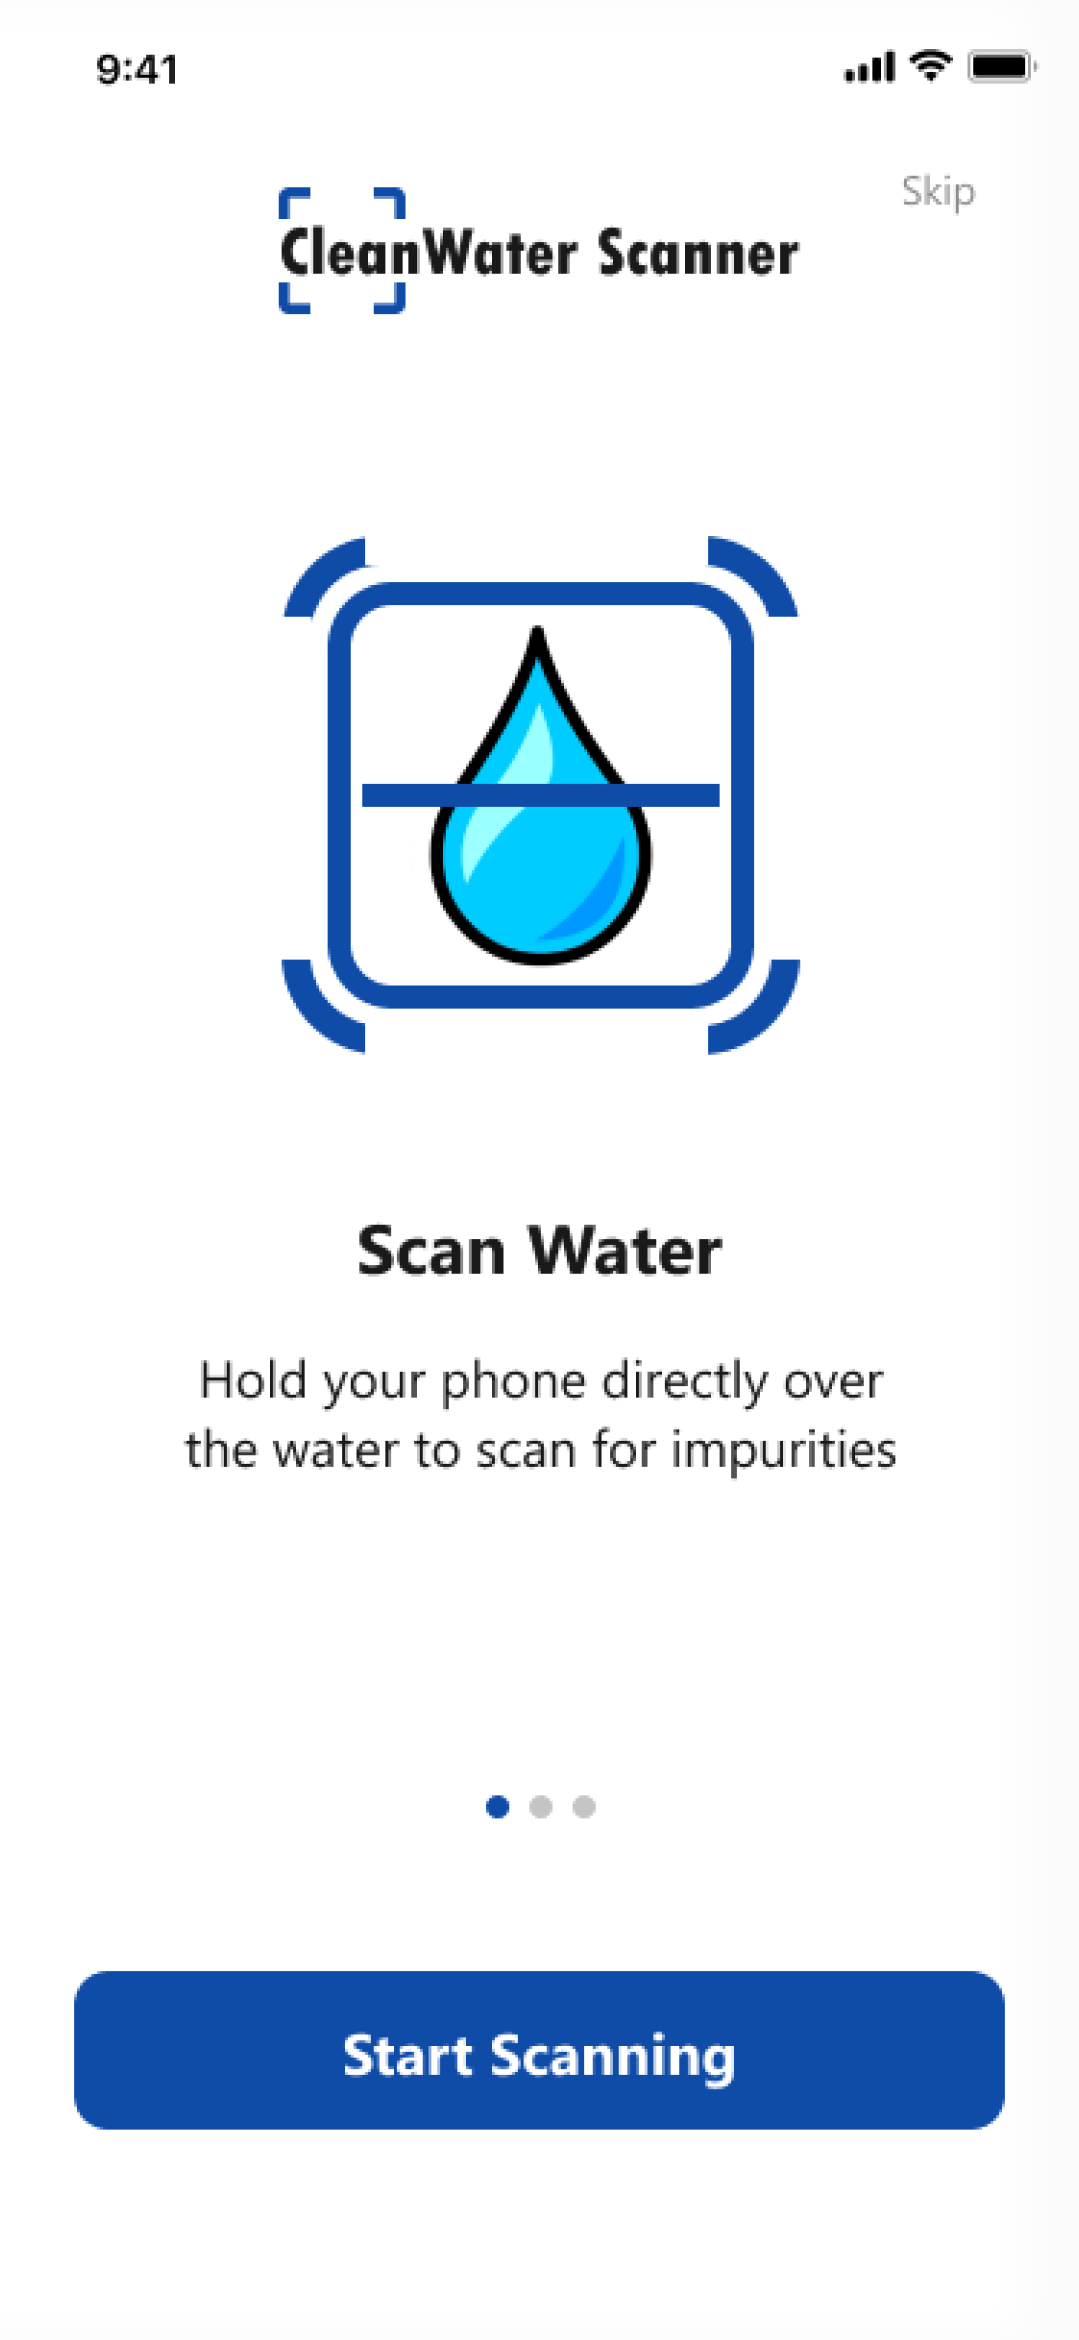 9:41
Skip
CleanWater Scanner
Scan Water
Hold your phone directly over
the water to scan for impurities
Start Scanning